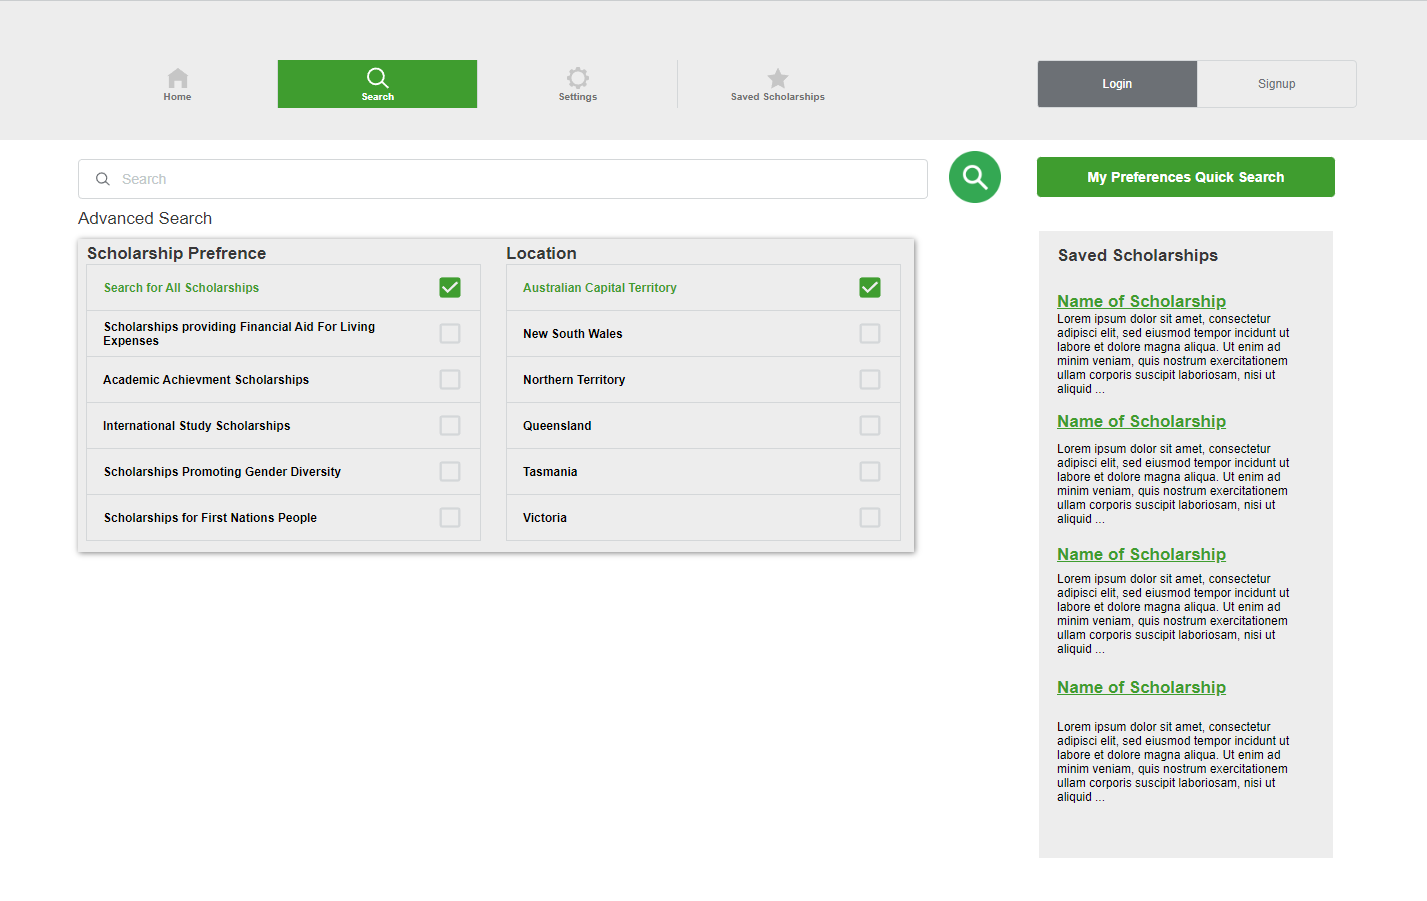 Home
Search
Settings
Saved Scholarships
Login
Signup
Search
My Preferences Quick Search
Advanced Search
Scholarship Prefrence
Search for All Scholarships
Scholarships providing Financial Aid For Living
Expenses
Academic Achievment Scholarships
International Study Scholarships
Scholarships Promoting Gender Diversity
Scholarships for First Nations People
Location
Australian Capital Territory
New South Wales
Northern Territory
Queensland
Tasmania
Victoria
Saved Scholarships
Name of Scholarship
Lorem ipsum dolor sit amet, consectetur
adipisci elit, sed eiusmod tempor incidunt ut
labore et dolore magna aliqua. Ut enim ad
minim veniam, quis nostrum exercitationem
ullam corporis suscipit laboriosam, nisi ut
aliquid ...
Name of Scholarship
Lorem ipsum dolor sit amet, consectetur
adipisci elit, sed eiusmod tempor incidunt ut
labore et dolore magna aliqua. Ut enim ad
minim veniam, quis nostrum exercitationem
ullam corporis suscipit laboriosam, nisi ut
aliquid ...
Name of Scholarship
Lorem ipsum dolor sit amet, consectetur
adipisci elit, sed eiusmod tempor incidunt ut
labore et dolore magna aliqua. Ut enim ad
minim veniam, quis nostrum exercitationem
ullam corporis suscipit laboriosam, nisi ut
aliquid ...
Name of Scholarship
Lorem ipsum dolor sit amet, consectetur
adipisci elit, sed eiusmod tempor incidunt ut
labore et dolore magna aliqua. Ut enim ad
minim veniam, quis nostrum exercitationem
ullam corporis suscipit laboriosam, nisi ut
aliquid ...